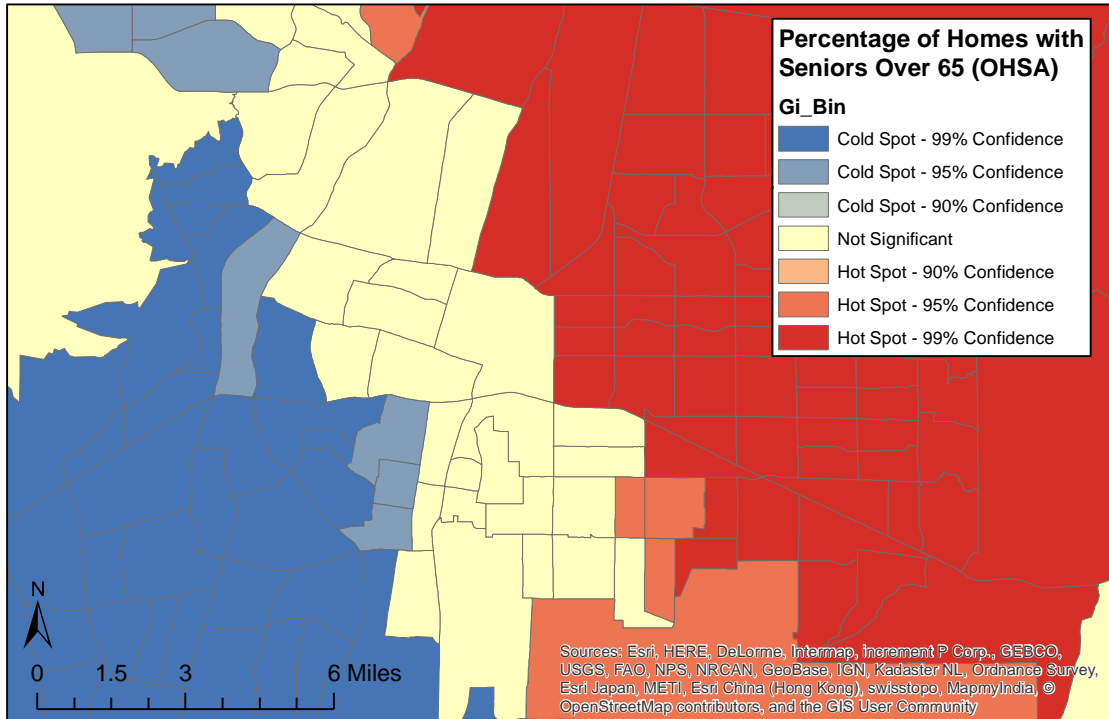 Percentage of Homes with
Seniors Over 65 (OHSA)
Gi_Bin
Cold Spot - 99% Confidence
Cold Spot - 95% Confidence
Cold Spot - 90% Confidence
Not Significant
Hot Spot - 90% Confidence
Hot Spot - 95% Confidence
Hot Spot - 99% Confidence
N
0 1.5 3 6 Miles
Sources: Esri, HERE, DeLorme, Intermap, increment P Corp., GEBCO,
USGS, FAO, NPS, NRCAN, GeoBase, IGN, Kadaster NL, Ordnance Survey,
Esri Japan, METI, Esri China (Hong Kong), swisstopo, MapmyIndia, ©
OpenStreetMap contributors, and the GIS User Community